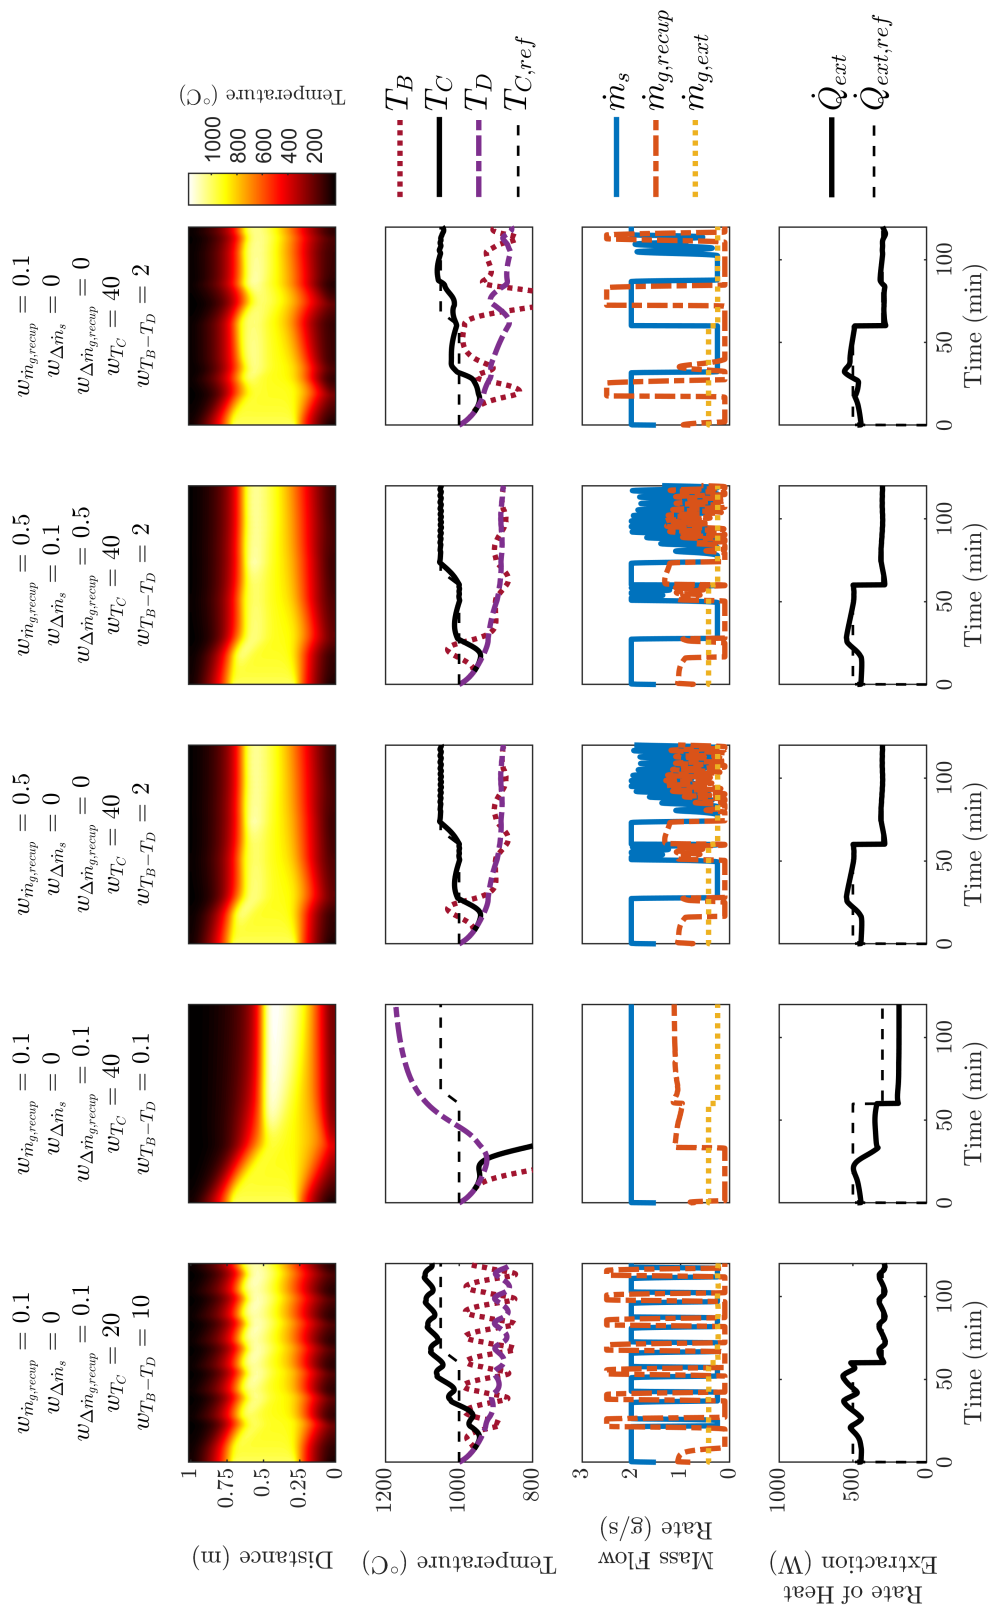 w_{ṁ_{g,recup}} = 0.1
w_{Δṁ_s} = 0
w_{Δṁ_{g,recup}} = 0.1
w_{T_C} = 20
w_{T_B−T_D} = 10
w_{ṁ_{g,recup}} = 0.1
w_{Δṁ_s} = 0
w_{Δṁ_{g,recup}} = 0.1
w_{T_C} = 40
w_{T_B−T_D} = 0.1
w_{ṁ_{g,recup}} = 0.5
w_{Δṁ_s} = 0
w_{Δṁ_{g,recup}} = 0
w_{T_C} = 40
w_{T_B−T_D} = 2
w_{ṁ_{g,recup}} = 0.5
w_{Δṁ_s} = 0.1
w_{Δṁ_{g,recup}} = 0.5
w_{T_C} = 40
w_{T_B−T_D} = 2
w_{ṁ_{g,recup}} = 0.1
w_{Δṁ_s} = 0
w_{Δṁ_{g,recup}} = 0
w_{T_C} = 40
w_{T_B−T_D} = 2
Distance (m)
1
0.75
0.5
0.25
0
1000
800
600
400
200
Temperature (°C)
Temperature (°C)
1200
1000
800
T_B
T_C
T_D
T_{C,ref}
Mass Flow
Rate (g/s)
3
2
1
0
ṁ_s
ṁ_{g,recup}
ṁ_{g,ext}
Rate of Heat
Extraction (W)
1000
500
0
Q̇_{ext}
Q̇_{ext,ref}
0 50 100
0 50 100
0 50 100
0 50 100
0 50 100
Time (min)
Time (min)
Time (min)
Time (min)
Time (min)